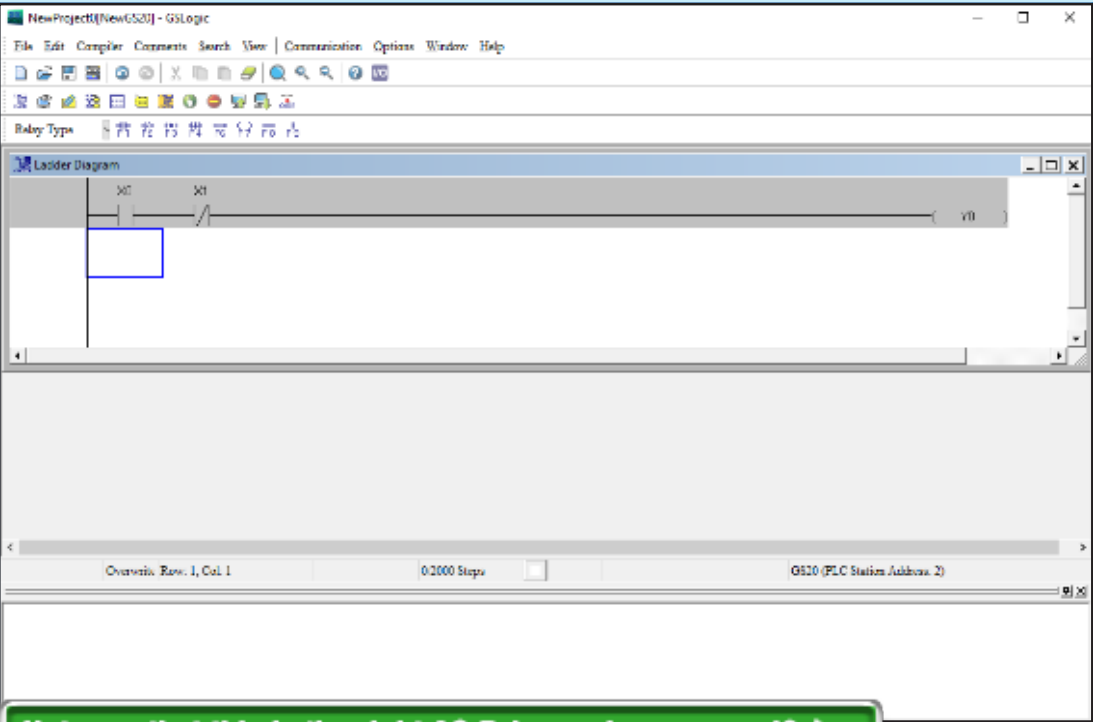 NewProject0[NewGS20] - GSLogic
File Edit Compiler Comments Search View Communication Options Window Help
Relay Type
Ladder Diagram
X0 X1
Y0
Overwrite Row: 1, Col. 1 0/2000 Steps GS20 (PLC Station Address: 2)